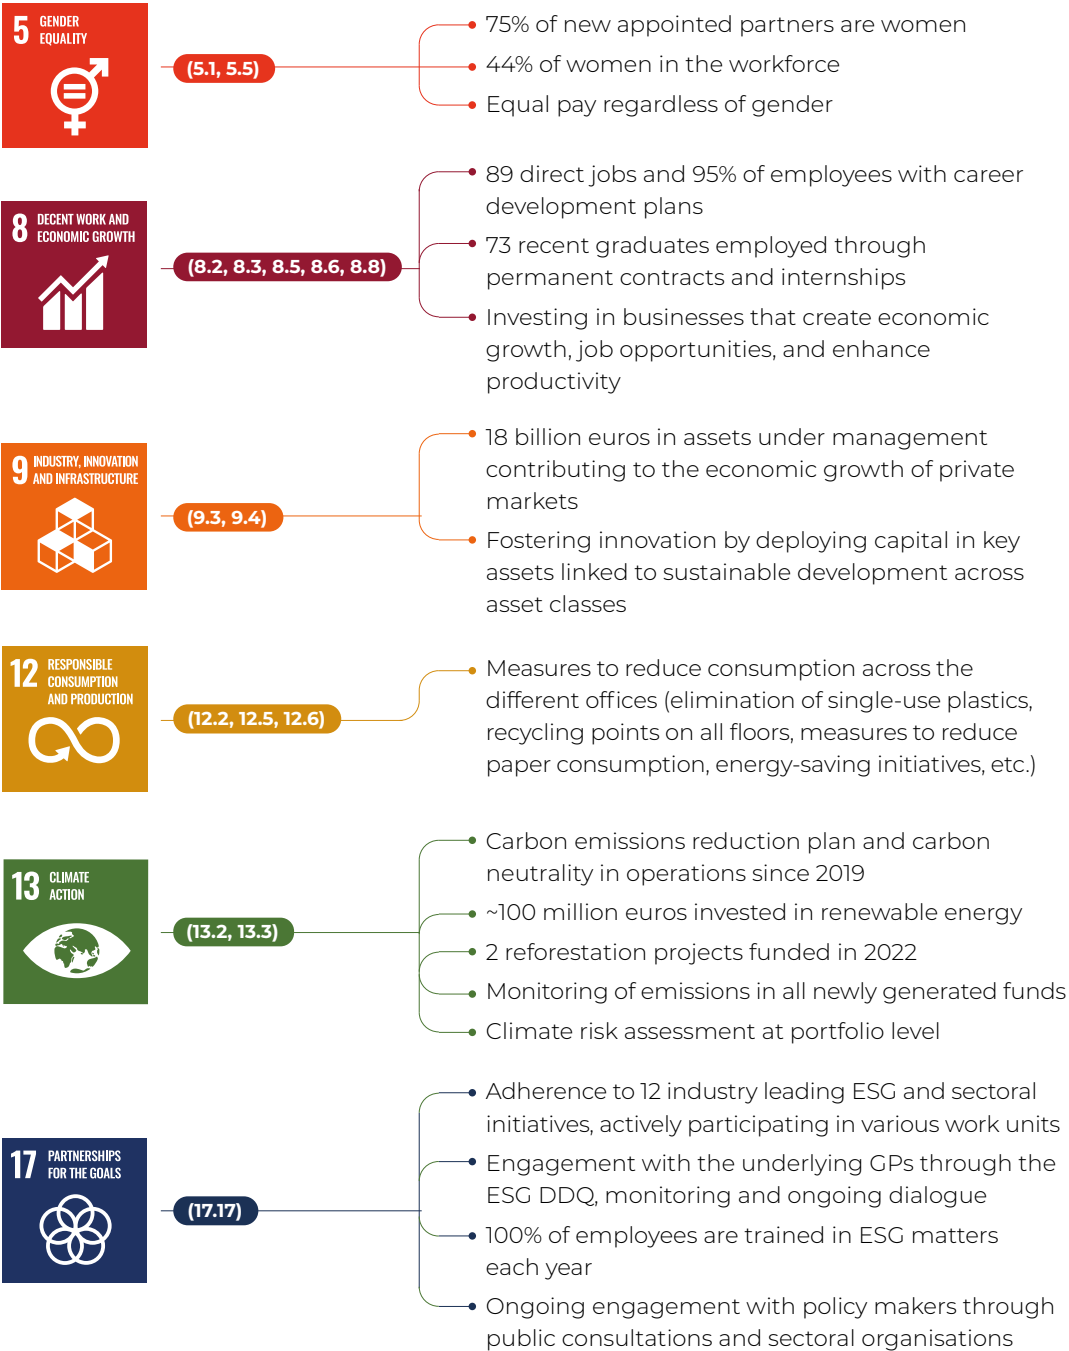 5 GENDER
EQUALITY
(5.1, 5.5)
75% of new appointed partners are women
44% of women in the workforce
Equal pay regardless of gender
8 DECENT WORK AND
ECONOMIC GROWTH
(8.2, 8.3, 8.5, 8.6, 8.8)
89 direct jobs and 95% of employees with career
development plans
73 recent graduates employed through
permanent contracts and internships
Investing in businesses that create economic
growth, job opportunities, and enhance
productivity
9 INDUSTRY, INNOVATION
AND INFRASTRUCTURE
(9.3, 9.4)
18 billion euros in assets under management
contributing to the economic growth of private
markets
Fostering innovation by deploying capital in key
assets linked to sustainable development across
asset classes
12 RESPONSIBLE
CONSUMPTION
AND PRODUCTION
(12.2, 12.5, 12.6)
Measures to reduce consumption across the
different offices (elimination of single-use plastics,
recycling points on all floors, measures to reduce
paper consumption, energy-saving initiatives, etc.)
13 CLIMATE
ACTION
(13.2, 13.3)
Carbon emissions reduction plan and carbon
neutrality in operations since 2019
~100 million euros invested in renewable energy
2 reforestation projects funded in 2022
Monitoring of emissions in all newly generated funds
Climate risk assessment at portfolio level
17 PARTNERSHIPS
FOR THE GOALS
(17.17)
Adherence to 12 industry leading ESG and sectoral
initiatives, actively participating in various work units
Engagement with the underlying GPs through the
ESG DDQ, monitoring and ongoing dialogue
100% of employees are trained in ESG matters
each year
Ongoing engagement with policy makers through
public consultations and sectoral organisations